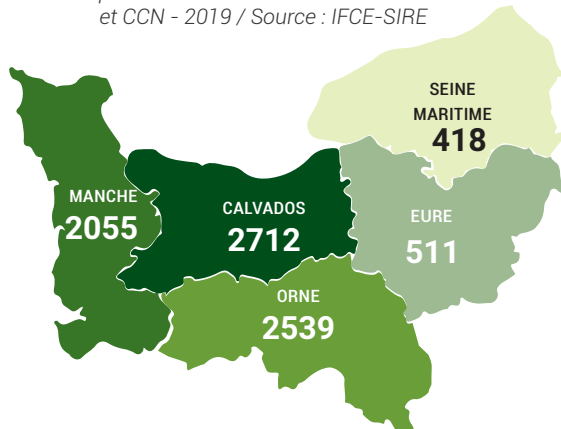 et CCN - 2019 / Source : IFCE-SIRE
SEINE
MARITIME
418
MANCHE
2055
CALVADOS
2712
EURE
511
ORNE
2539